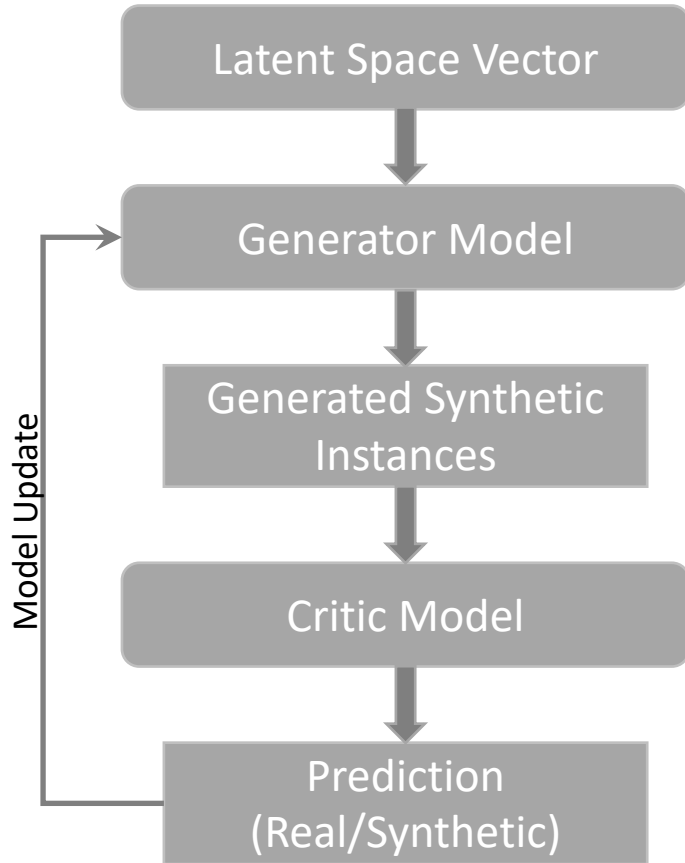 Latent Space Vector
Generator Model
Generated Synthetic
Instances
Model Update
Critic Model
Prediction
(Real/Synthetic)